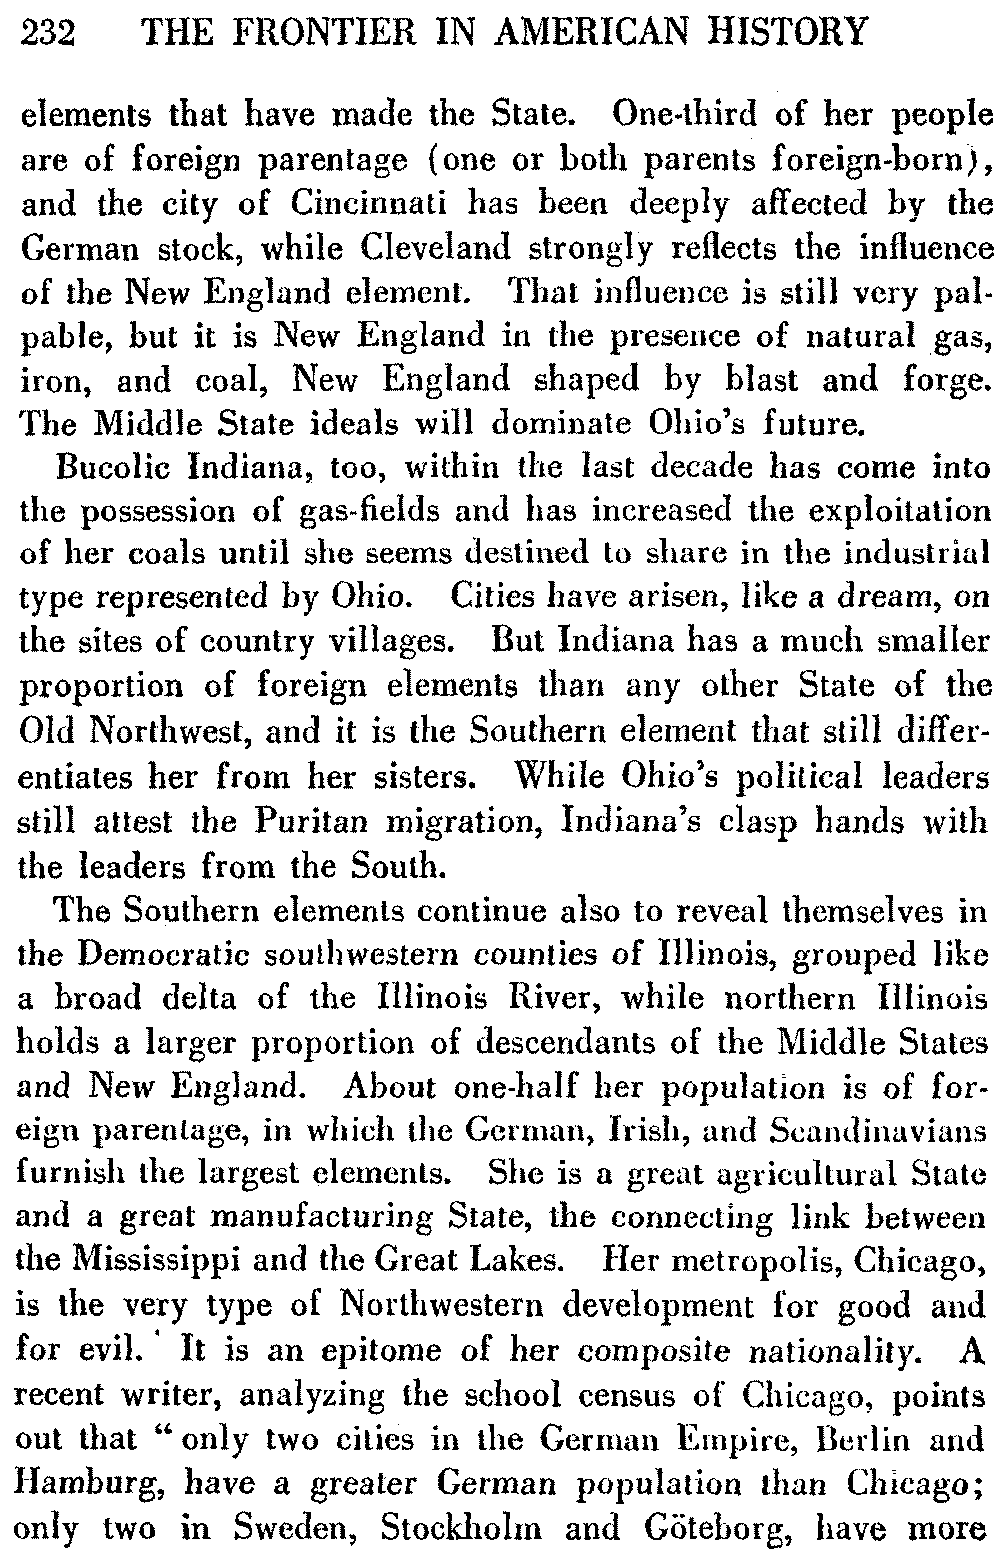 232 THE FRONTIER IN AMERICAN HISTORY
elements that have made the State. One-third of her people
are of foreign parentage (one or both parents foreign-born),
and the city of Cincinnati has been deeply affected by the
German stock, while Cleveland strongly reflects the influence
of the New England element. That influence is still very pal-
pable, but it is New England in the presence of natural gas,
iron, and coal, New England shaped by blast and forge.
The Middle State ideals will dominate Ohio's future.
Bucolic Indiana, too, within the last decade has come into
the possession of gas-fields and has increased the exploitation
of her coals until she seems destined to share in the industrial
type represented by Ohio. Cities have arisen, like a dream, on
the sites of country villages. But Indiana has a much smaller
proportion of foreign elements than any other State of the
Old Northwest, and it is the Southern element that still differ-
entiates her from her sisters. While Ohio's political leaders
still attest the Puritan migration, Indiana's clasp hands with
the leaders from the South.
The Southern elements continue also to reveal themselves in
the Democratic southwestern counties of Illinois, grouped like
a broad delta of the Illinois River, while northern Illinois
holds a larger proportion of descendants of the Middle States
and New England. About one-half her population is of for-
eign parentage, in which the German, Irish, and Scandinavians
furnish the largest elements. She is a great agricultural State
and a great manufacturing State, the connecting link between
the Mississippi and the Great Lakes. Her metropolis, Chicago,
is the very type of Northwestern development for good and
for evil. It is an epitome of her composite nationality. A
recent writer, analyzing the school census of Chicago, points
out that "only two cities in the German Empire, Berlin and
Hamburg, have a greater German population than Chicago;
only two in Sweden, Stockholm and Göteborg, have more